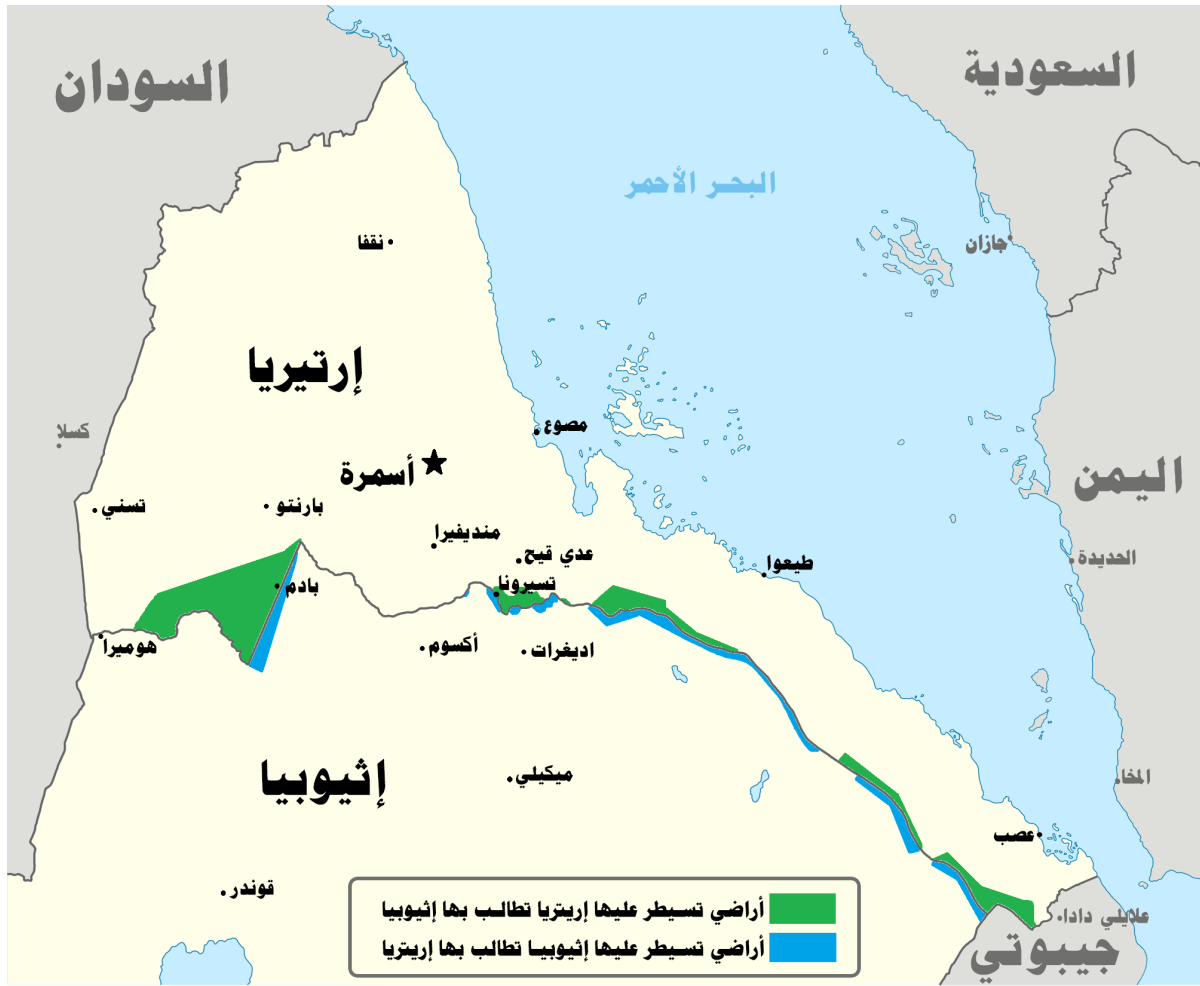 السودان
السعودية
البحر الأحمر
جازان
نقفا
إرتيريا
كسلا
مصوع
أسمرة
اليمن
تسني
بارنتو
منديفيرا
عدي قيح
طيعوا
الحديدة
بادم
تسيرونا
هوميرا
أكسوم
اديغرات
إثيوبيا
ميكيلي
المخا
عصب
قوندر
أراضي تسيطر عليها إريتريا تطالب بها إثيوبيا
أراضي تسيطر عليها إثيوبيا تطالب بها إريتريا
علايلي دادا
جيبوتي